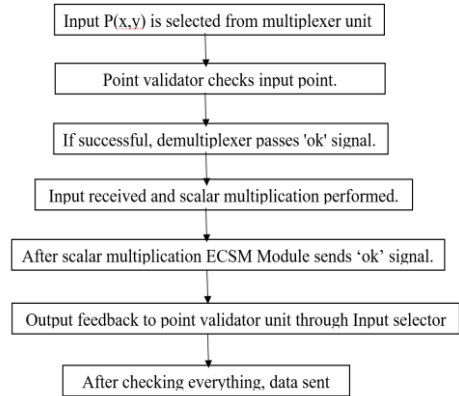 Input P(x,y) is selected from multiplexer unit
Point validator checks input point.
If successful, demultiplexer passes 'ok' signal.
Input received and scalar multiplication performed.
After scalar multiplication ECSM Module sends ‘ok’ signal.
Output feedback to point validator unit through Input selector
After checking everything, data sent